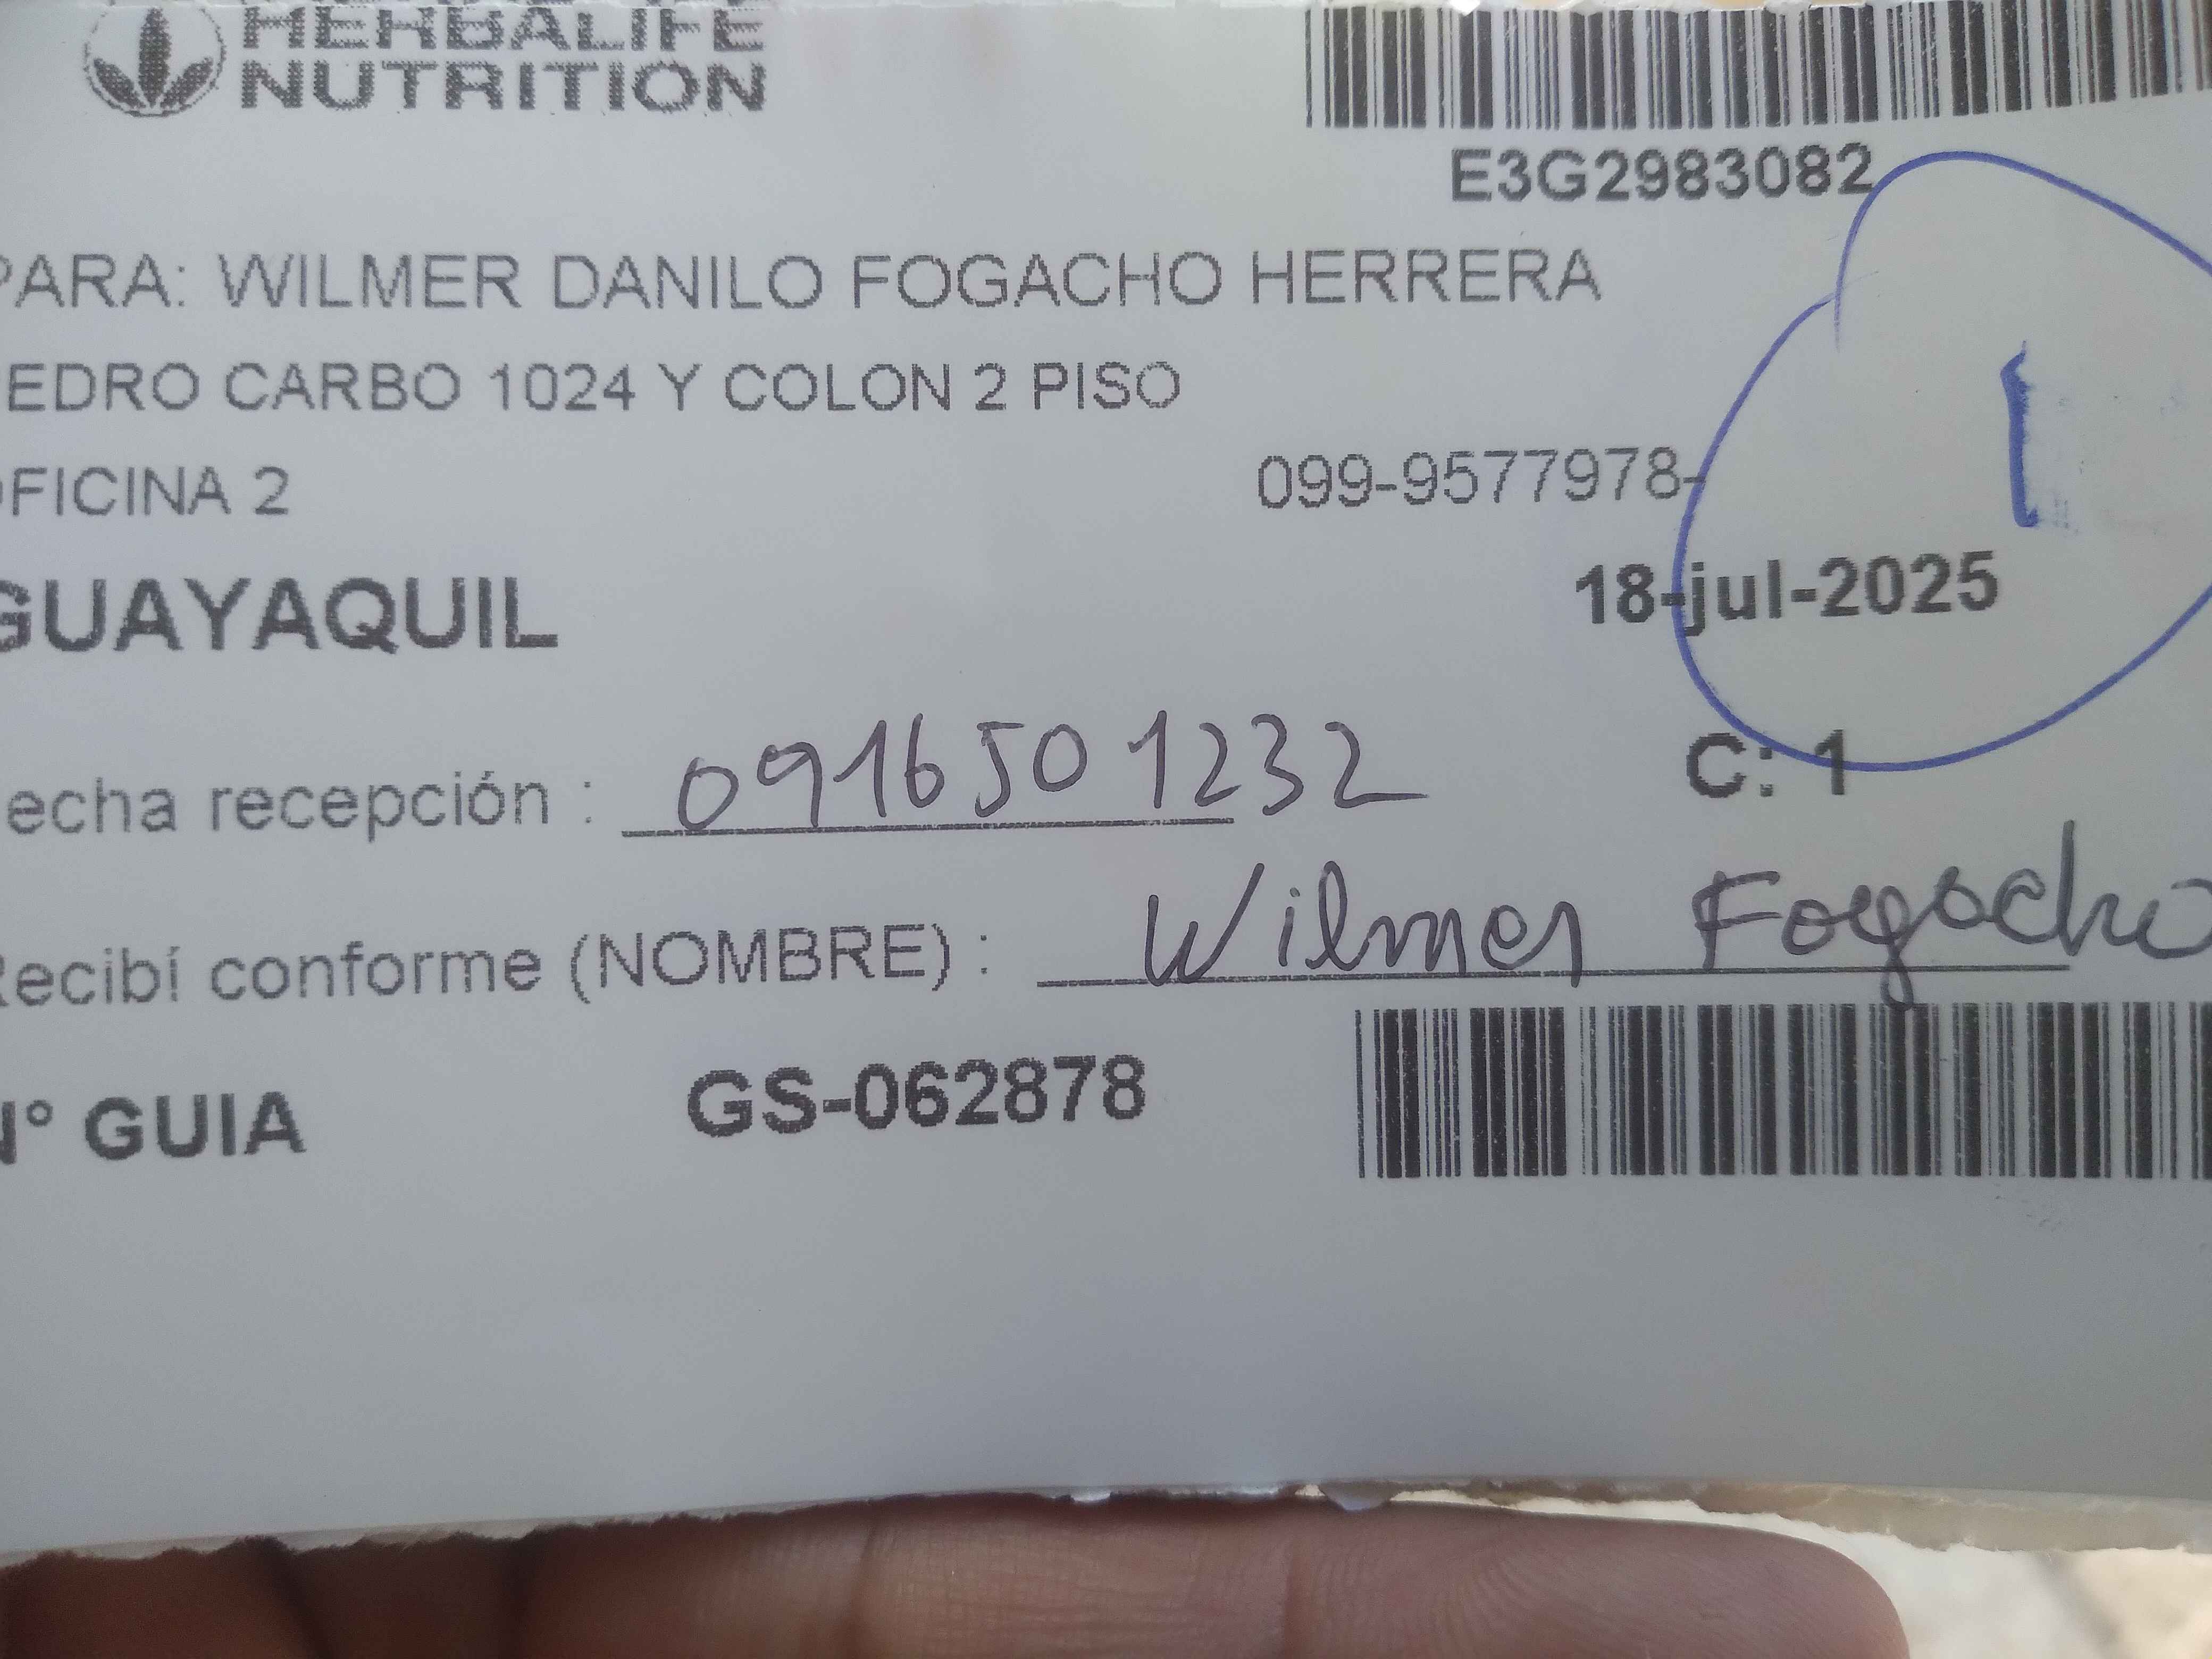 HERBALIFE
NUTRITION
E3G2983082
PARA: WILMER DANILO FOGACHO HERRERA
EDRO CARBO 1024 Y COLON 2 PISO
OFICINA 2
099-9577978-
1
GUAYAQUIL
18-jul-2025
echa recepción : 0916501232
C: 1
Recibí conforme (NOMBRE) : Wilmer Fogacho
N° GUIA GS-062878